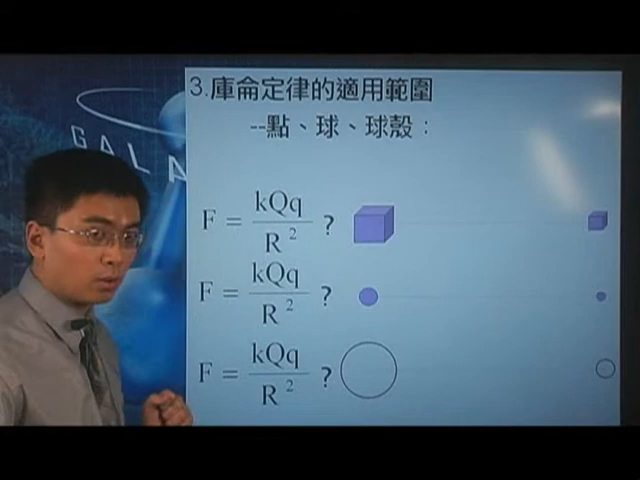 3.庫侖定律的適用範圍
--點、球、球殼：
GALA
F = kQq / R² ?
F = kQq / R² ?
F = kQq / R² ?